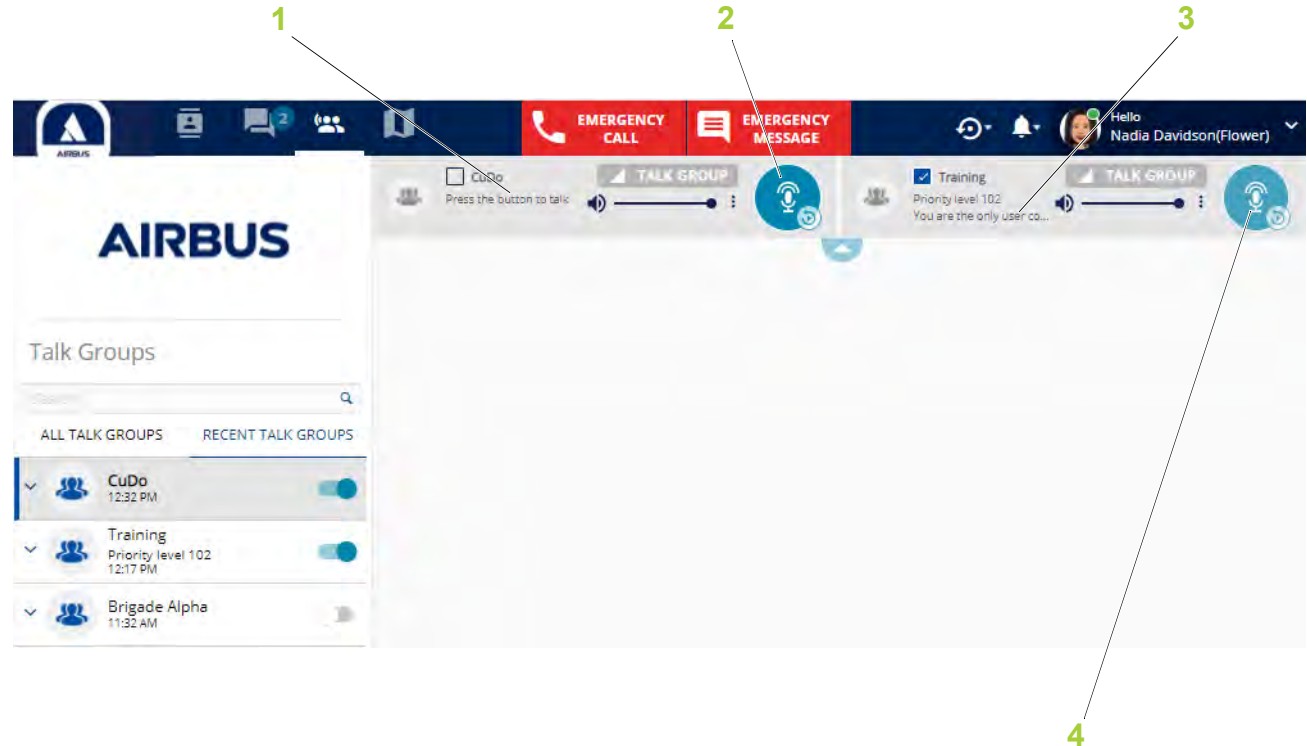 1
2
3
AIRBUS
2
EMERGENCY
CALL
EMERGENCY
MESSAGE
Hello
Nadia Davidson(Flower)
CuDo
TALK GROUP
Press the button to talk
Training
TALK GROUP
Priority level 102
You are the only user co...
AIRBUS
Talk Groups
Search
ALL TALK GROUPS
RECENT TALK GROUPS
CuDo
12:32 PM
Training
Priority level 102
12:17 PM
Brigade Alpha
11:32 AM
4